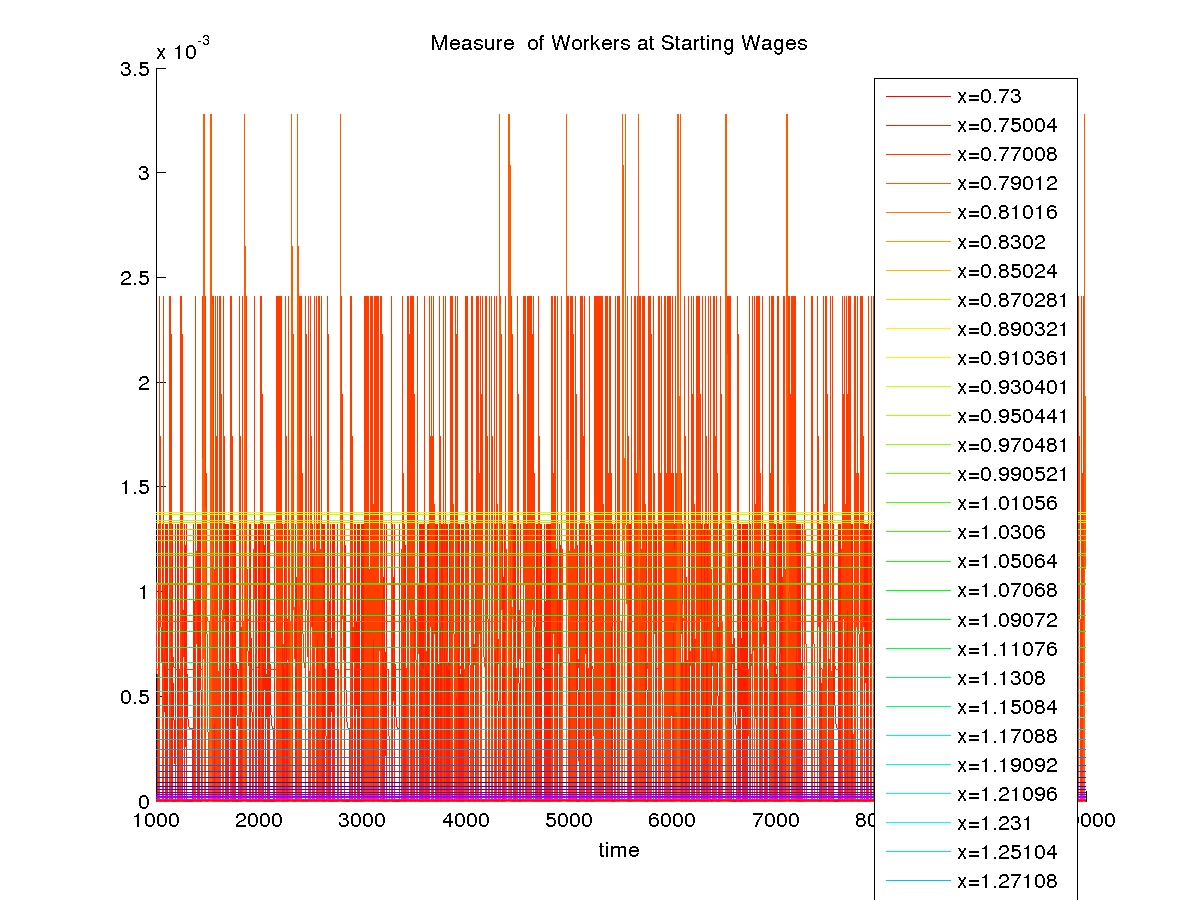 Measure  of Workers at Starting Wages
x 10-3
3.5
3
2.5
2
1.5
1
0.5
0
1000
2000
3000
4000
5000
6000
7000
time
x=0.73
x=0.75004
x=0.77008
x=0.79012
x=0.81016
x=0.8302
x=0.85024
x=0.870281
x=0.890321
x=0.910361
x=0.930401
x=0.950441
x=0.970481
x=0.990521
x=1.01056
x=1.0306
x=1.05064
x=1.07068
x=1.09072
x=1.11076
x=1.1308
x=1.15084
x=1.17088
x=1.19092
x=1.21096
x=1.231
x=1.25104
x=1.27108